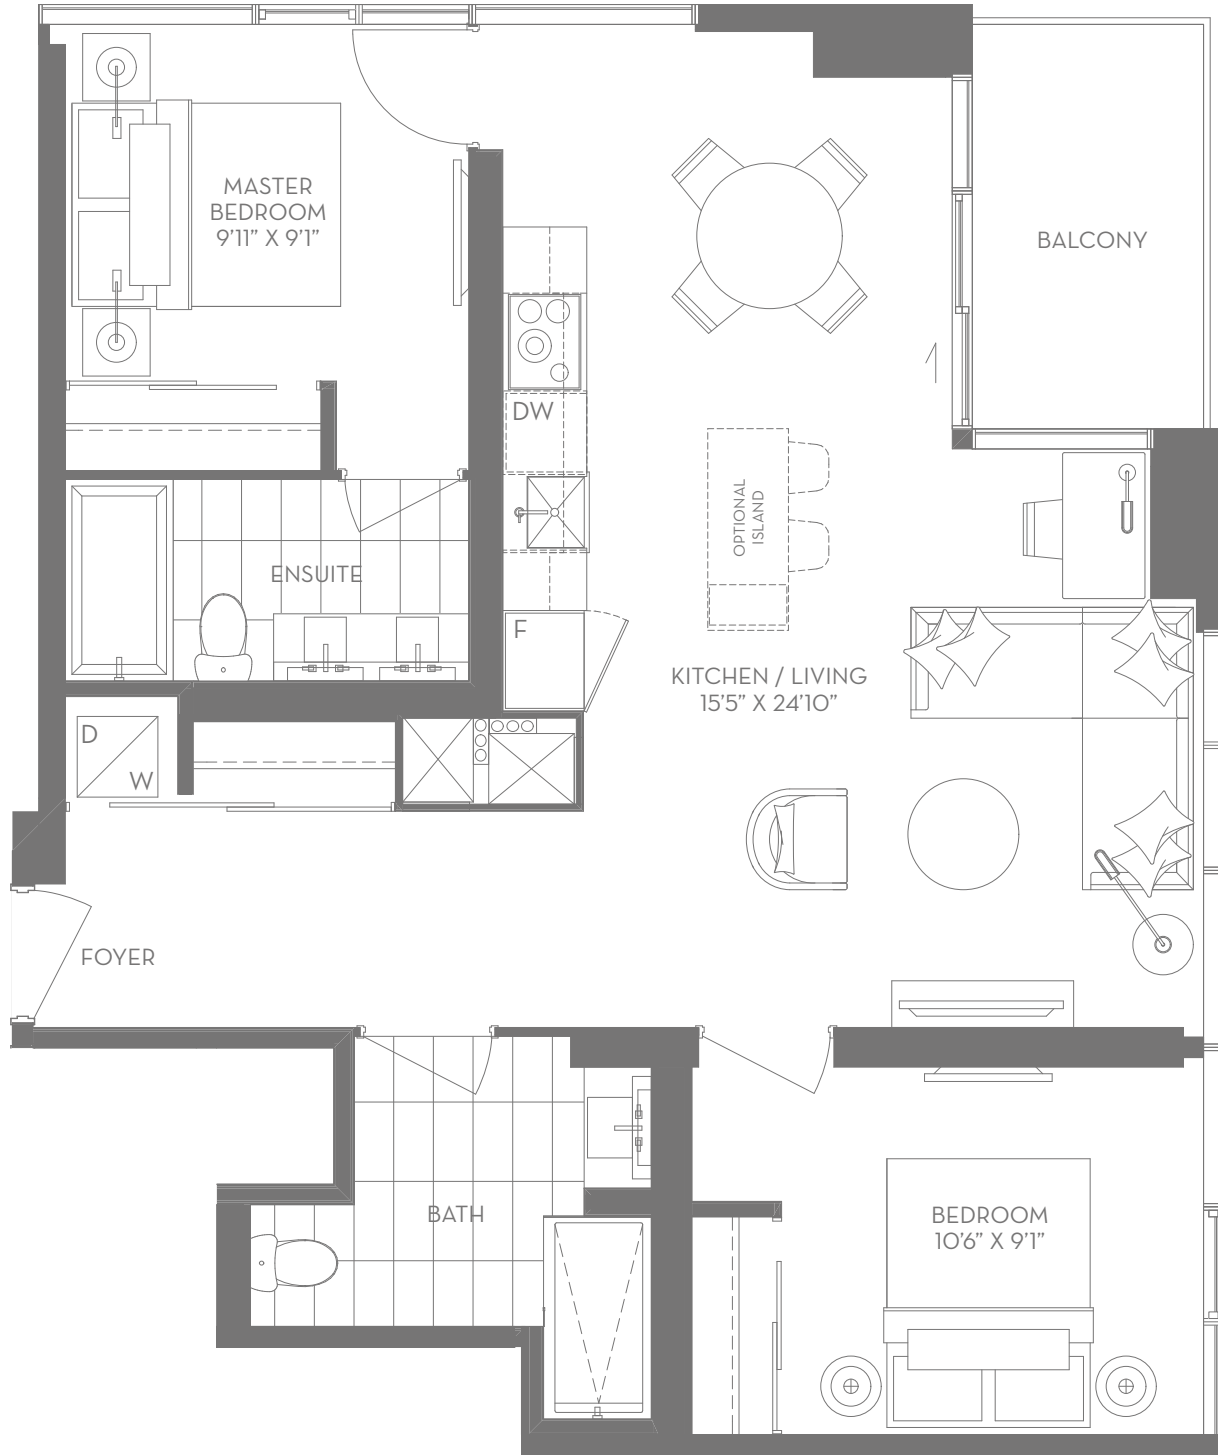 MASTER
BEDROOM
9'11" X 9'1"
BALCONY
DW
OPTIONAL
ISLAND
ENSUITE
F
KITCHEN / LIVING
15'5" X 24'10"
D
W
FOYER
BATH
BEDROOM
10'6" X 9'1"